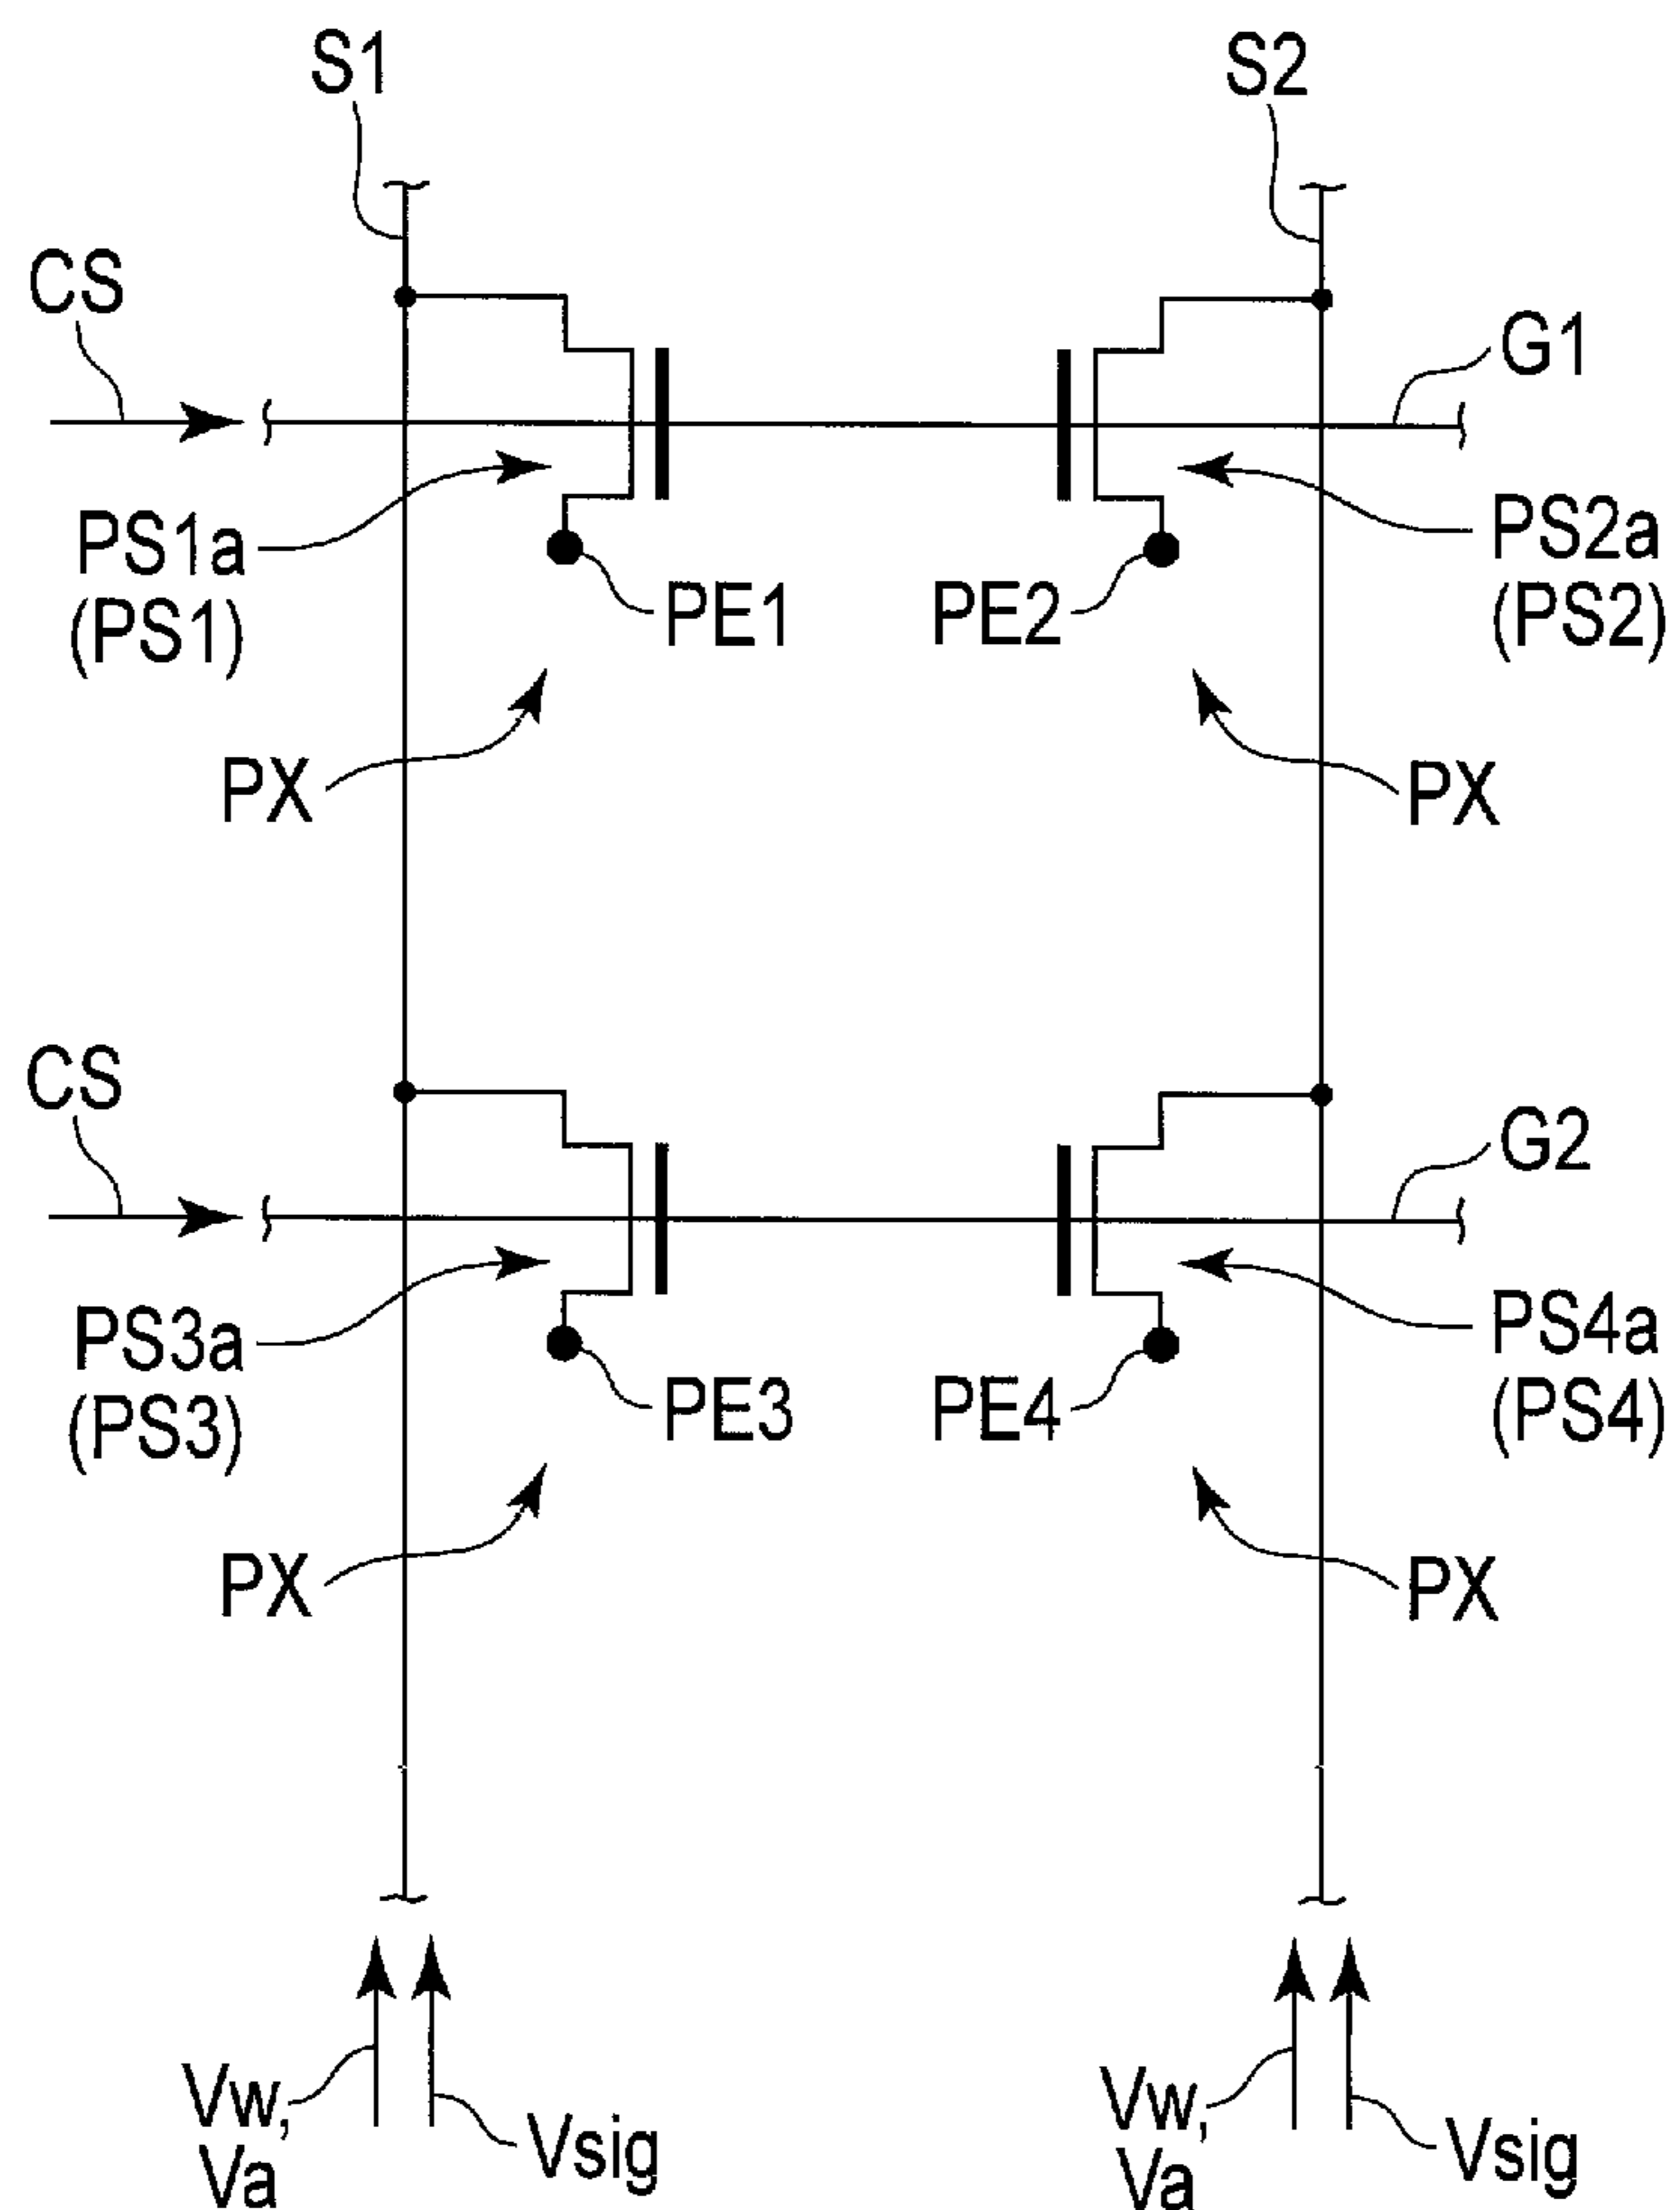 S1
S2
CS
G1
PS1a
(PS1)
PE1
PE2
PS2a
(PS2)
PX
PX
CS
G2
PS3a
(PS3)
PE3
PE4
PS4a
(PS4)
PX
PX
Vw,
Va
Vsig
Vw,
Va
Vsig